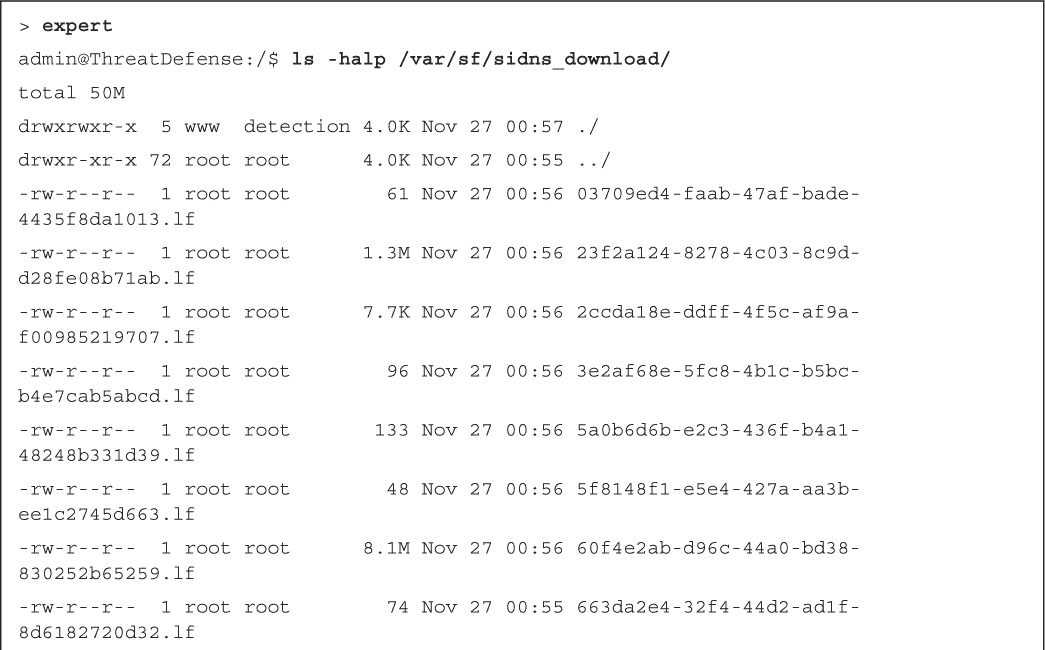 > expert
admin@ThreatDefense:/$ ls -halp /var/sf/sidns_download/
total 50M
drwxrwxr-x  5 www  detection 4.0K Nov 27 00:57 ./
drwxr-xr-x 72 root root      4.0K Nov 27 00:55 ../
-rw-r--r--  1 root root        61 Nov 27 00:56 03709ed4-faab-47af-bade-
4435f8da1013.lf
-rw-r--r--  1 root root      1.3M Nov 27 00:56 23f2a124-8278-4c03-8c9d-
d28fe08b71ab.lf
-rw-r--r--  1 root root      7.7K Nov 27 00:56 2ccda18e-ddff-4f5c-af9a-
f00985219707.lf
-rw-r--r--  1 root root        96 Nov 27 00:56 3e2af68e-5fc8-4b1c-b5bc-
b4e7cab5abcd.lf
-rw-r--r--  1 root root       133 Nov 27 00:56 5a0b6d6b-e2c3-436f-b4a1-
48248b331d39.lf
-rw-r--r--  1 root root        48 Nov 27 00:56 5f8148f1-e5e4-427a-aa3b-
ee1c2745d663.lf
-rw-r--r--  1 root root      8.1M Nov 27 00:56 60f4e2ab-d96c-44a0-bd38-
830252b65259.lf
-rw-r--r--  1 root root        74 Nov 27 00:55 663da2e4-32f4-44d2-ad1f-
8d6182720d32.lf